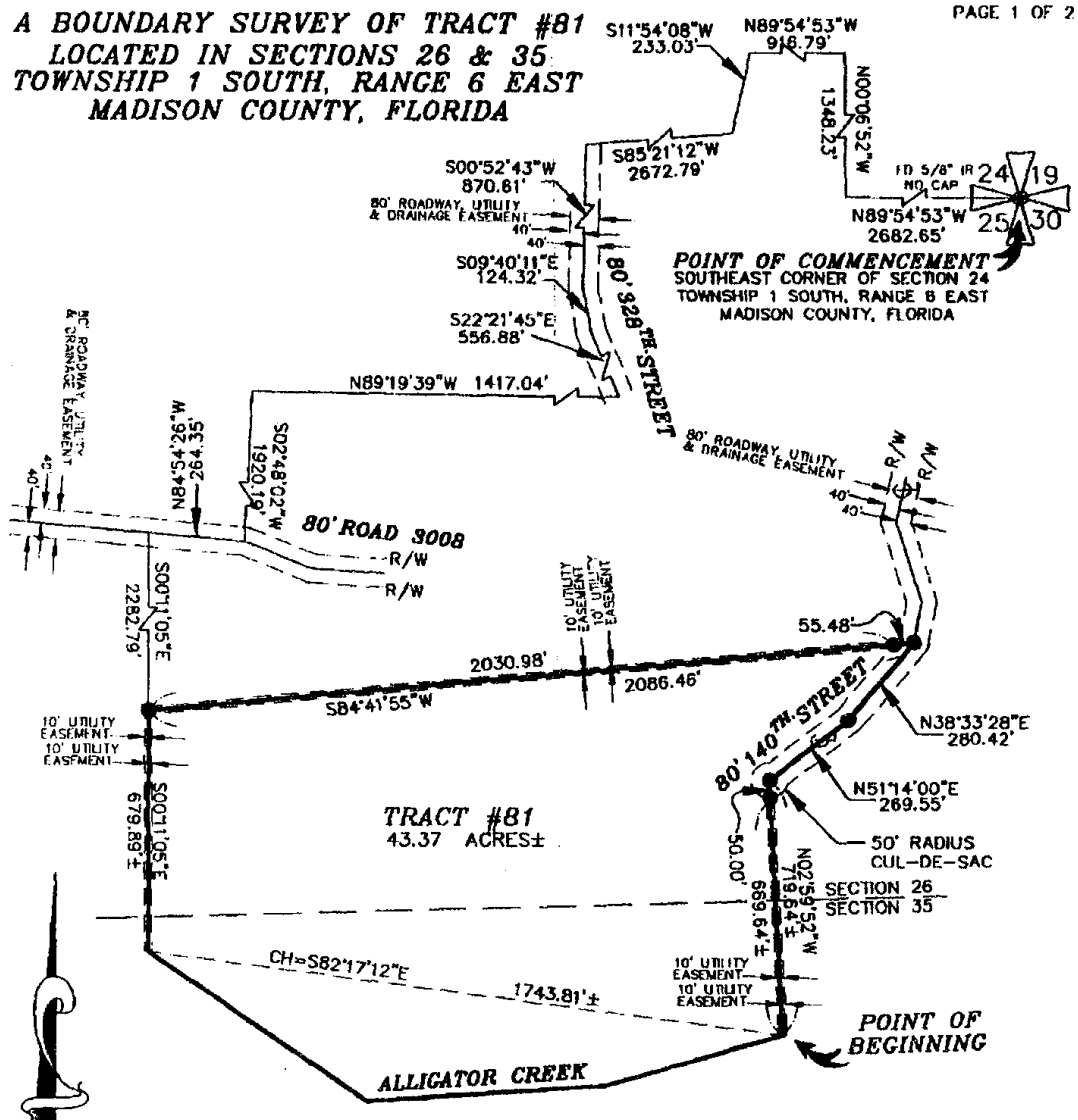 PAGE 1 OF 2
A BOUNDARY SURVEY OF TRACT #81
LOCATED IN SECTIONS 26 & 35
TOWNSHIP 1 SOUTH, RANGE 6 EAST
MADISON COUNTY, FLORIDA
S11°54'08"W
233.03'
N89°54'53"W
916.79'
N00°06'52"W
1348.23'
S85°21'12"W
2672.79'
S00°52'43"W
870.81'
80' ROADWAY, UTILITY
& DRAINAGE EASEMENT
40'
40'
FD 5/8" IR
NO CAP
24
19
25
30
N89°54'53"W
2682.65'
POINT OF COMMENCEMENT
SOUTHEAST CORNER OF SECTION 24
TOWNSHIP 1 SOUTH, RANGE 6 EAST
MADISON COUNTY, FLORIDA
S09°40'11"E
124.32'
S22°21'45"E
556.88'
80' 328TH STREET
N89°19'39"W 1417.04'
80' ROADWAY, UTILITY
& DRAINAGE EASEMENT
40'
40'
N84°54'26"W
264.35'
S02°48'02"W
1920.19'
80' ROAD 3008
R/W
R/W
80' ROADWAY, UTILITY
& DRAINAGE EASEMENT
R/W
R/W
40'
40'
S00°11'05"E
2282.79'
10' UTILITY
EASEMENT
10' UTILITY
EASEMENT
55.48'
2030.98'
S84°41'55"W
2086.46'
80' 140TH STREET
N38°33'28"E
280.42'
N51°14'00"E
269.55'
10' UTILITY
EASEMENT
10' UTILITY
EASEMENT
S00°11'05"E
679.89'±
TRACT #81
43.37 ACRES±
50.00'
50' RADIUS
CUL-DE-SAC
N02°59'52"W
719.64'±
669.64'±
SECTION 26
SECTION 35
CH=S82°17'12"E
1743.81'±
10' UTILITY
EASEMENT
10' UTILITY
EASEMENT
POINT OF
BEGINNING
ALLIGATOR CREEK